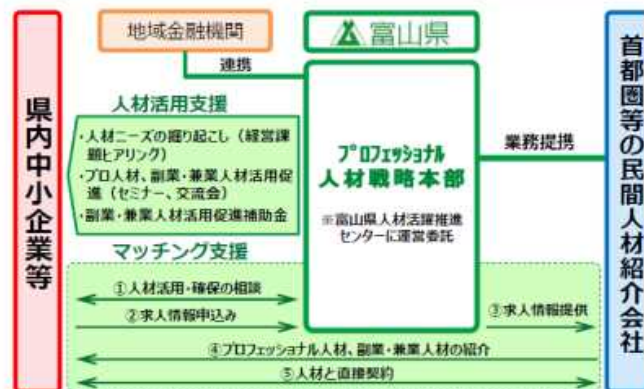 地域金融機関
富山県
連携
県内中小企業等
人材活用支援
・人材ニーズの掘り起こし（経営課
題ヒアリング）
・プロ人材、副業・兼業人材活用促
進（セミナー、交流会）
・副業・兼業人材活用促進補助金
プロフェッショナル
人材戦略本部
※富山県人材活躍推進
センターに運営委託
業務提携
首都圏等の民間人材紹介会社
マッチング支援
①人材活用・確保の相談
②求人情報申込み
③求人情報提供
④プロフェッショナル人材、副業・兼業人材の紹介
⑤人材と直接契約